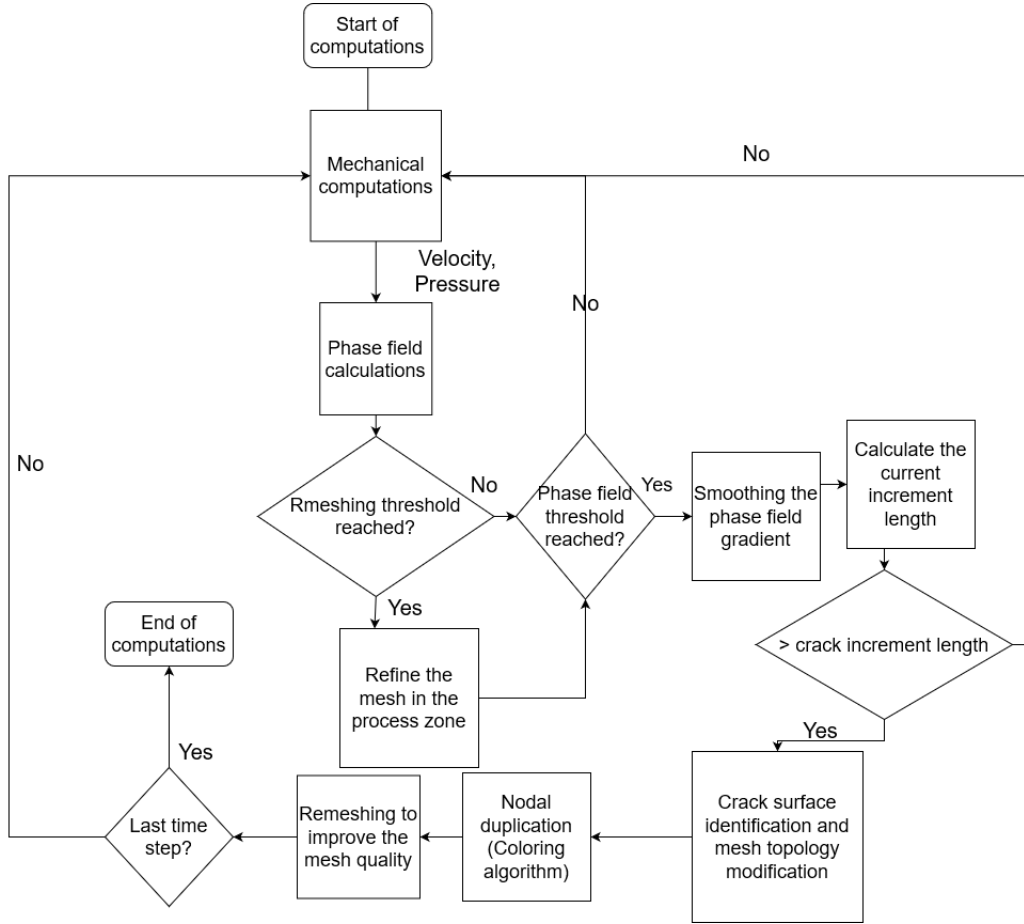 Start of
computations
No
Mechanical
computations
Velocity,
Pressure
No
Phase field
calculations
No
Rmeshing threshold
reached?
No
Phase field
threshold
reached?
Yes
Smoothing the
phase field
gradient
Calculate the
current
increment
length
Yes
End of
computations
Refine the
mesh in the
process zone
> crack increment length
Yes
Yes
Last time
step?
Remeshing to
improve the
mesh quality
Nodal
duplication
(Coloring
algorithm)
Crack surface
identification and
mesh topology
modification